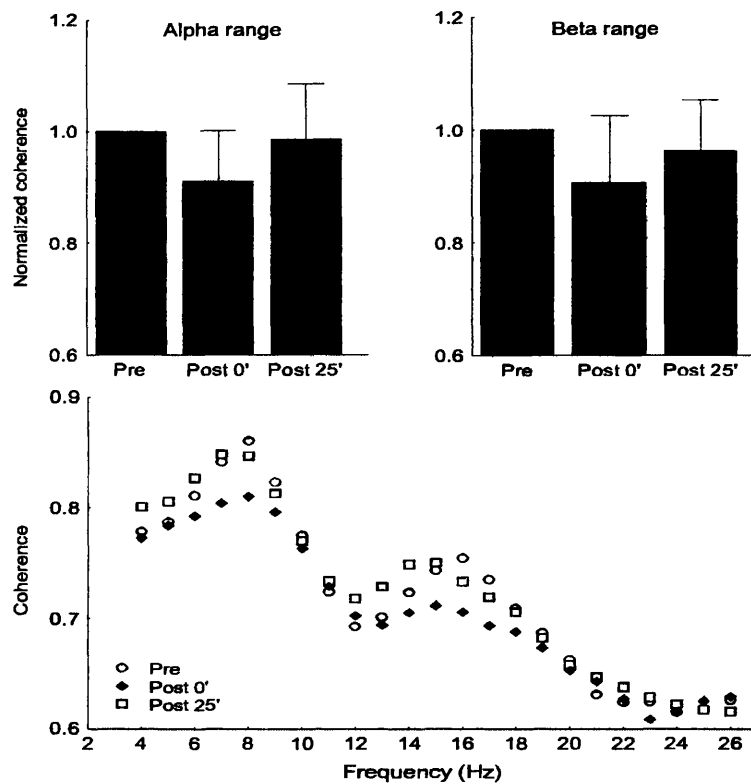 Alpha range
Normalized coherence
1.2
1.0
0.8
0.6
Pre Post 0' Post 25'
Beta range
1.2
1.0
0.8
0.6
Pre Post 0' Post 25'
Coherence
0.9
0.8
0.7
0.6
Pre
Post 0'
Post 25'
2 4 6 8 10 12 14 16 18 20 22 24 26
Frequency (Hz)